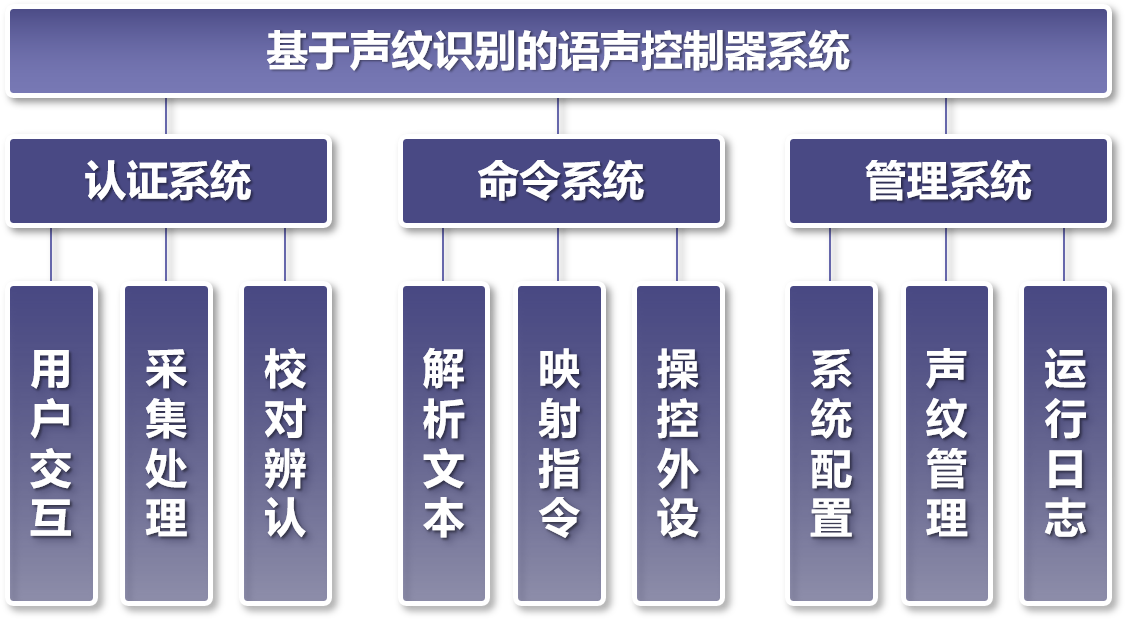 基于声纹识别的语声控制器系统
认证系统
命令系统
管理系统
用户交互
采集处理
校对辨认
解析文本
映射指令
操控外设
系统配置
声纹管理
运行日志